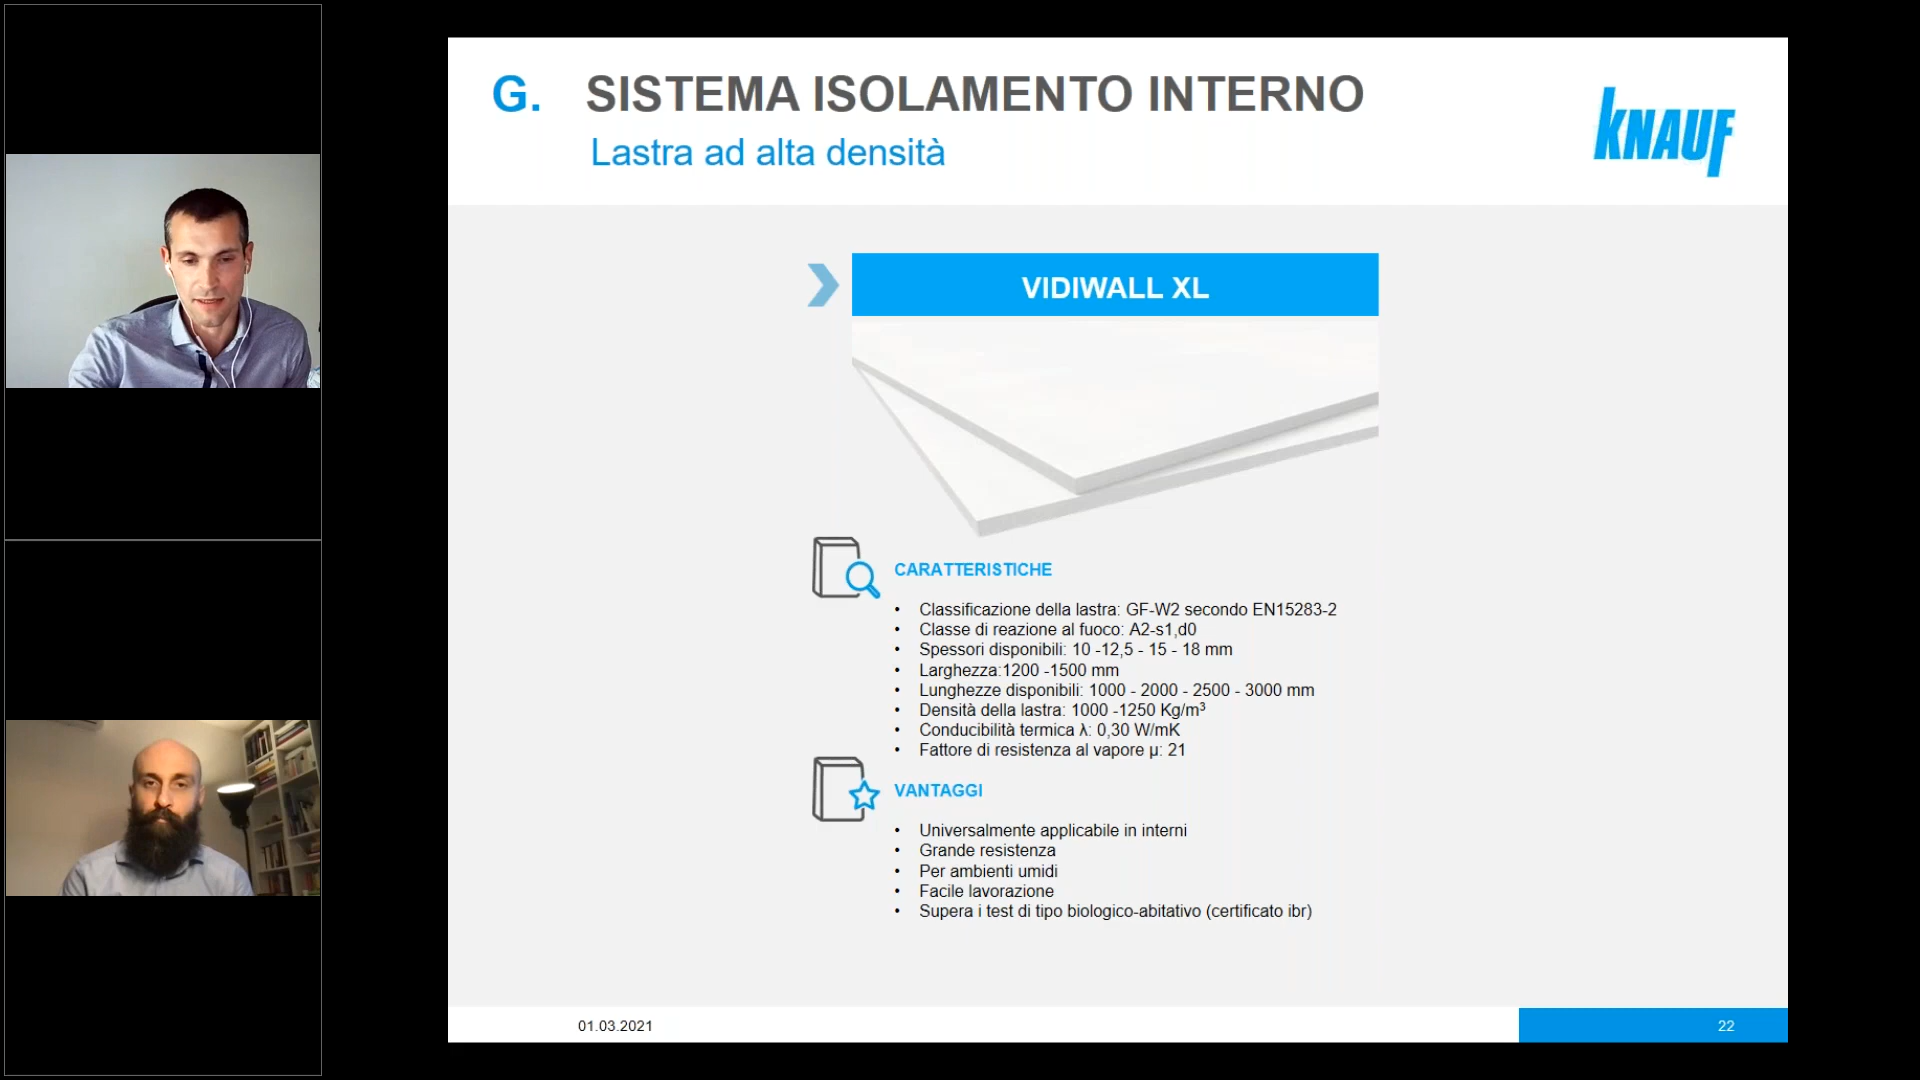 G. SISTEMA ISOLAMENTO INTERNO
Lastra ad alta densità
KNAUF
VIDIWALL XL
CARATTERISTICHE
• Classificazione della lastra: GF-W2 secondo EN15283-2
• Classe di reazione al fuoco: A2-s1,d0
• Spessori disponibili: 10 -12,5 - 15 - 18 mm
• Larghezza:1200 -1500 mm
• Lunghezze disponibili: 1000 - 2000 - 2500 - 3000 mm
• Densità della lastra: 1000 -1250 Kg/m³
• Conducibilità termica λ: 0,30 W/mK
• Fattore di resistenza al vapore µ: 21
VANTAGGI
• Universalmente applicabile in interni
• Grande resistenza
• Per ambienti umidi
• Facile lavorazione
• Supera i test di tipo biologico-abitativo (certificato ibr)
01.03.2021
22